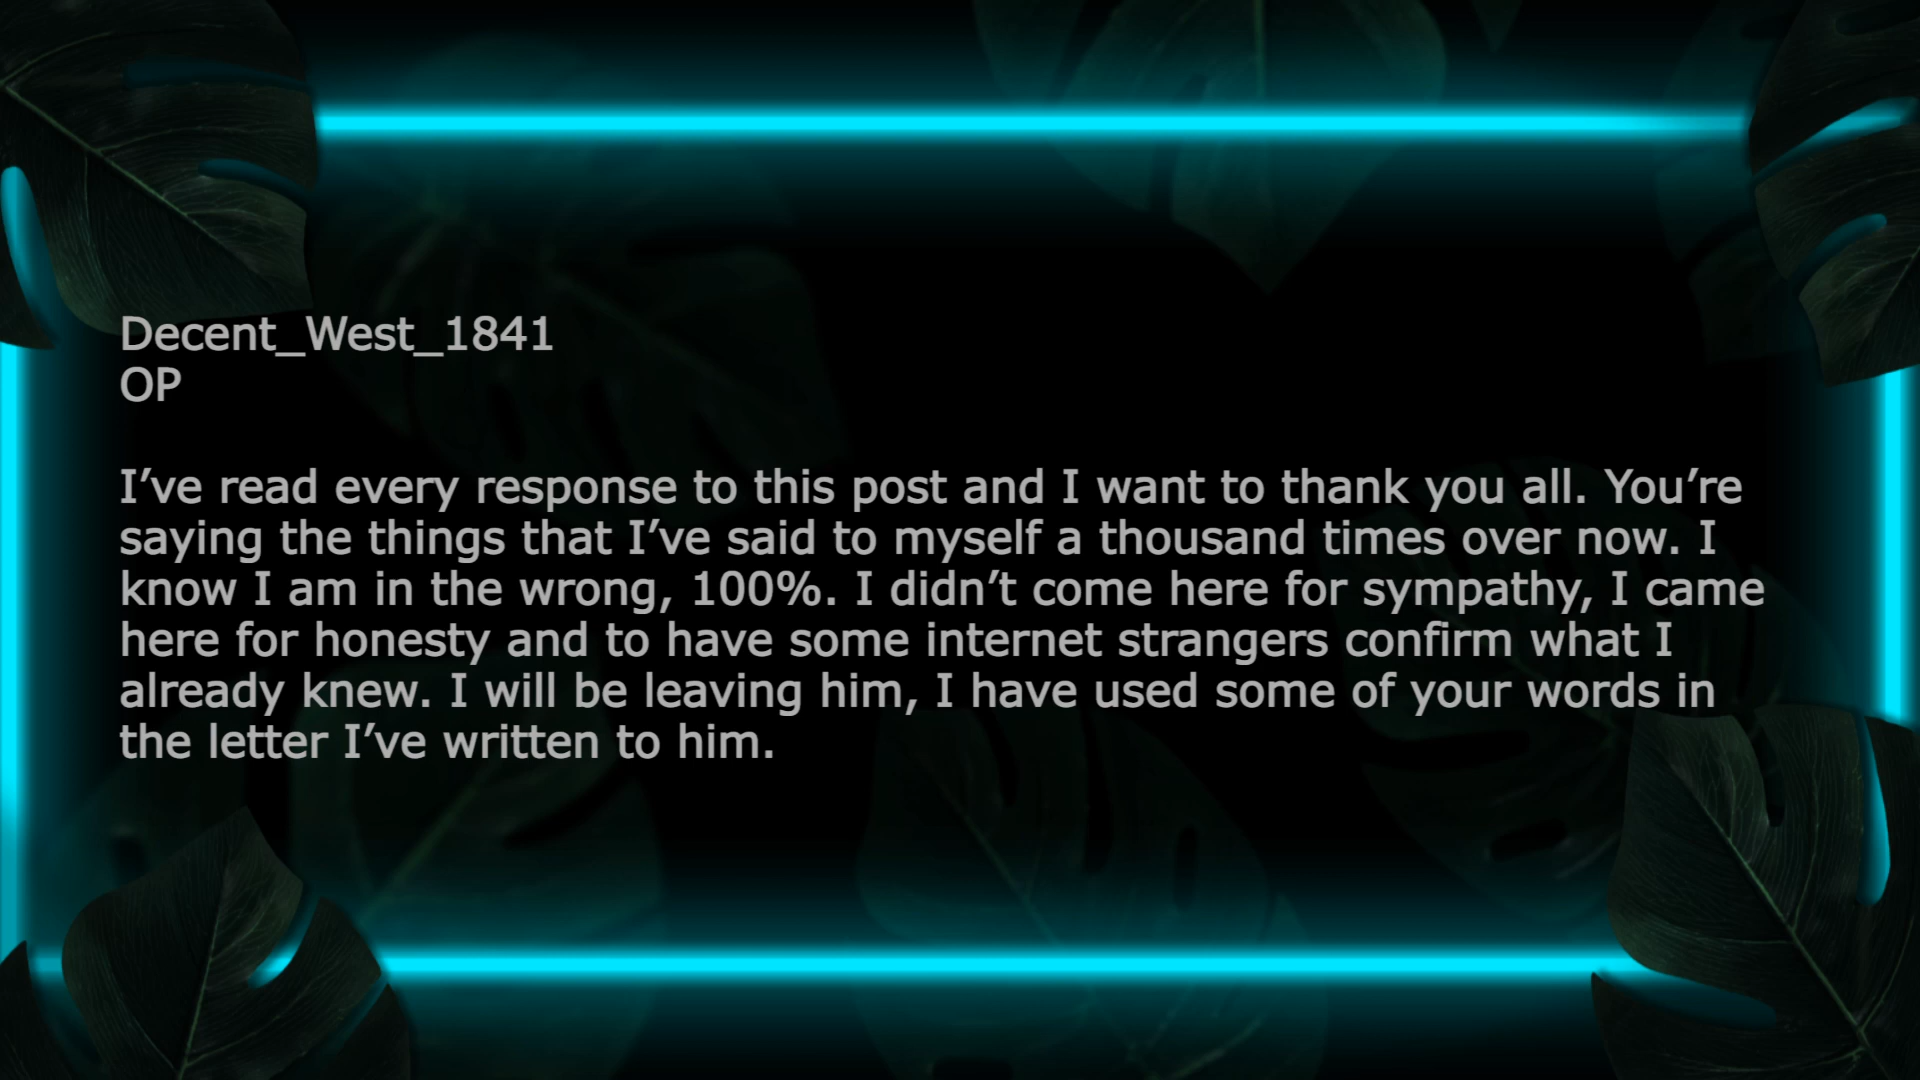 Decent_West_1841
OP
I’ve read every response to this post and I want to thank you all. You’re
saying the things that I’ve said to myself a thousand times over now. I
know I am in the wrong, 100%. I didn’t come here for sympathy, I came
here for honesty and to have some internet strangers confirm what I
already knew. I will be leaving him, I have used some of your words in
the letter I’ve written to him.